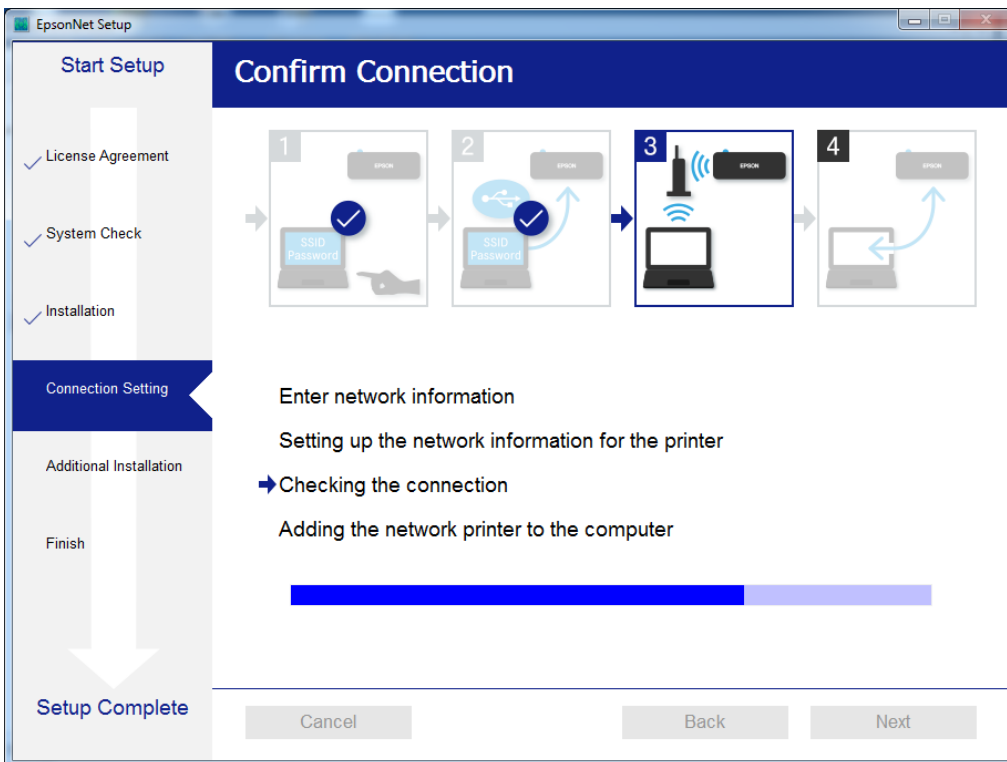 EpsonNet Setup
Start Setup
License Agreement
System Check
Installation
Connection Setting
Additional Installation
Finish
Setup Complete
Confirm Connection
1
EPSON
SSID
Password
2
EPSON
SSID
Password
3
EPSON
4
EPSON
Enter network information
Setting up the network information for the printer
Checking the connection
Adding the network printer to the computer
Cancel
Back
Next